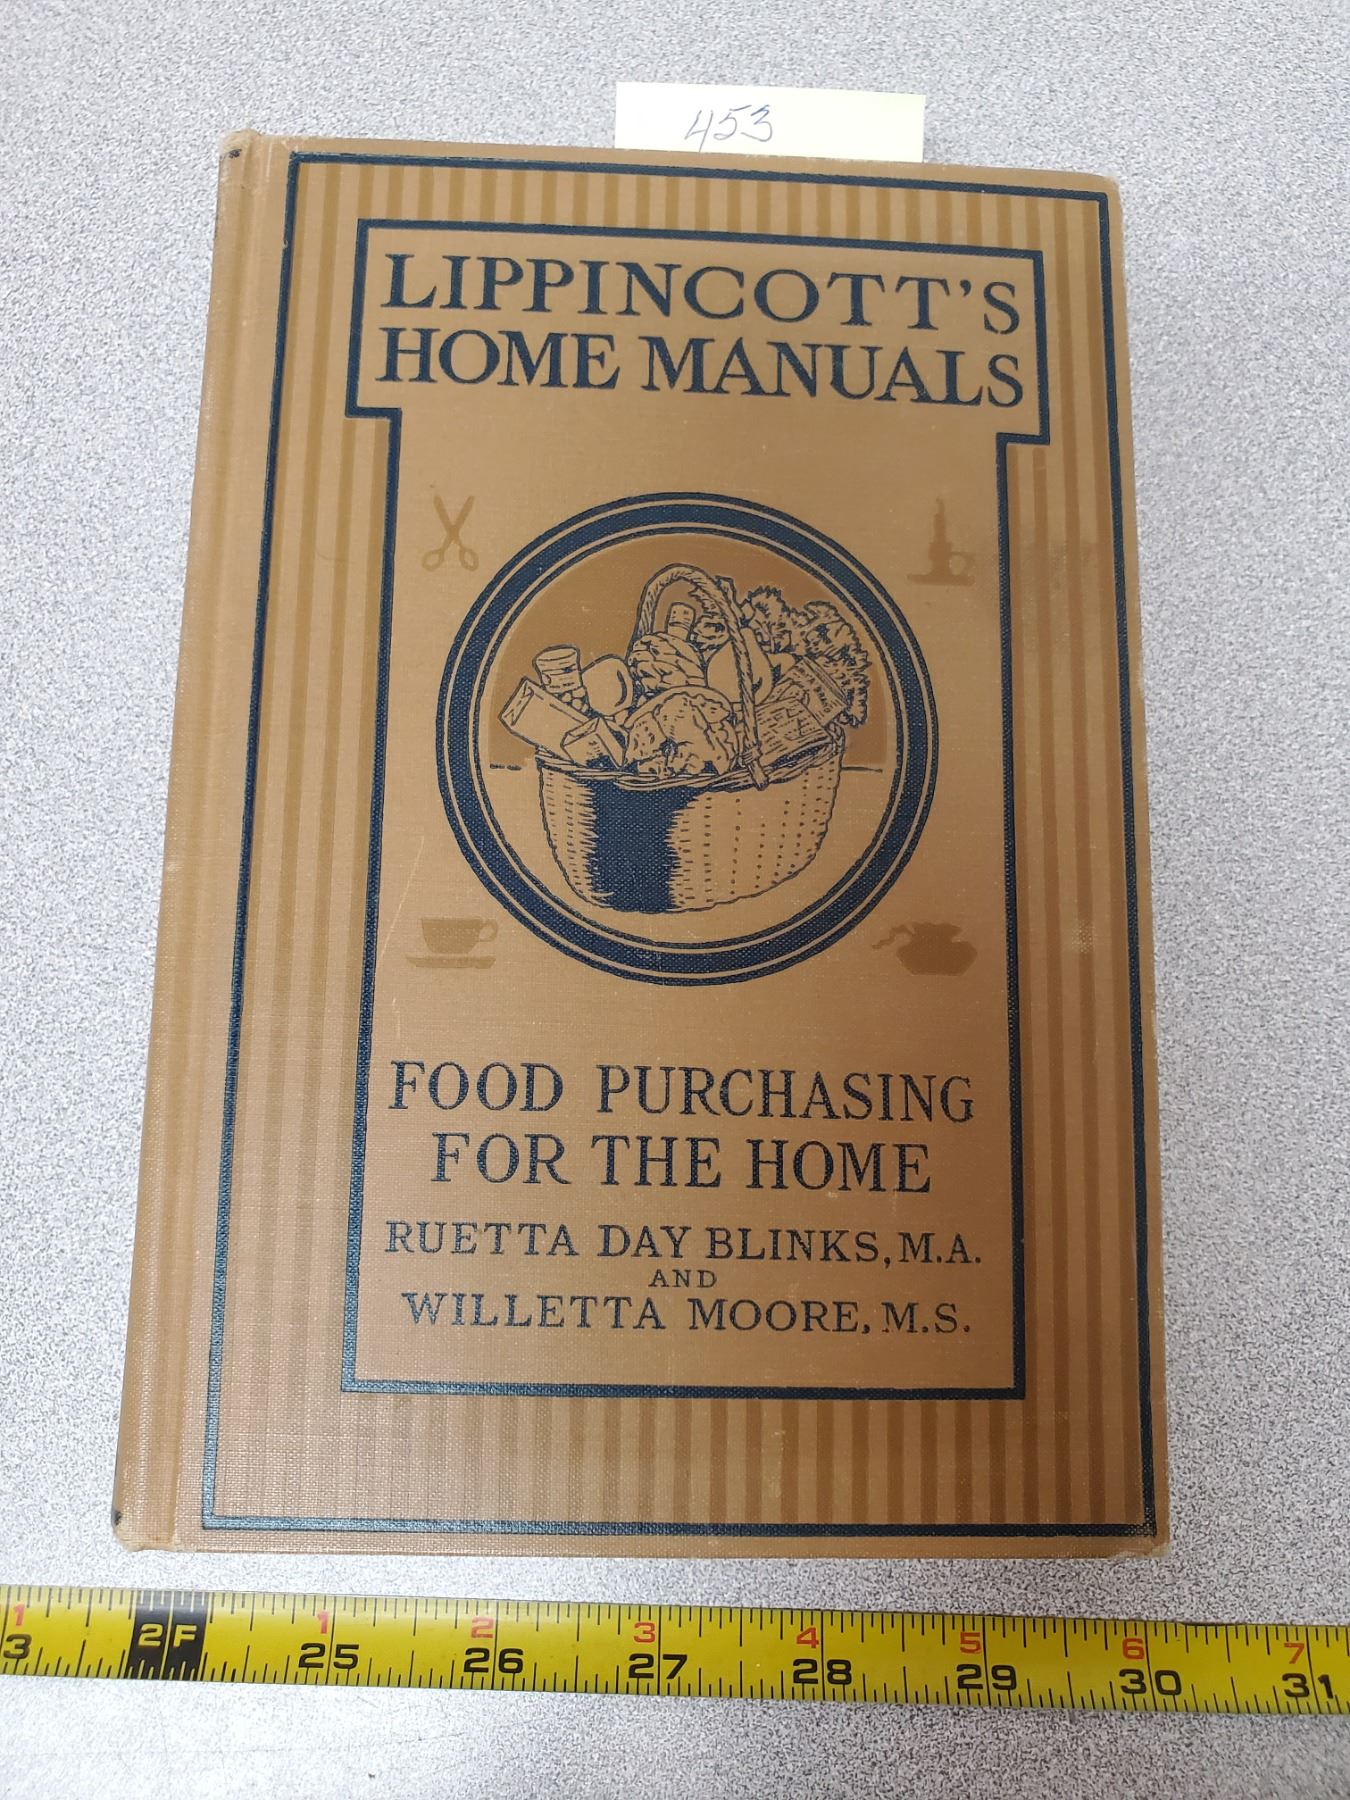 453
LIPPINCOTT'S
HOME MANUALS
FOOD PURCHASING
FOR THE HOME
RUETTA DAY BLINKS, M.A.
AND
WILLETTA MOORE, M.S.
1 2 3 4 5 6 7
3 2F 25 26 27 28 29 30 31